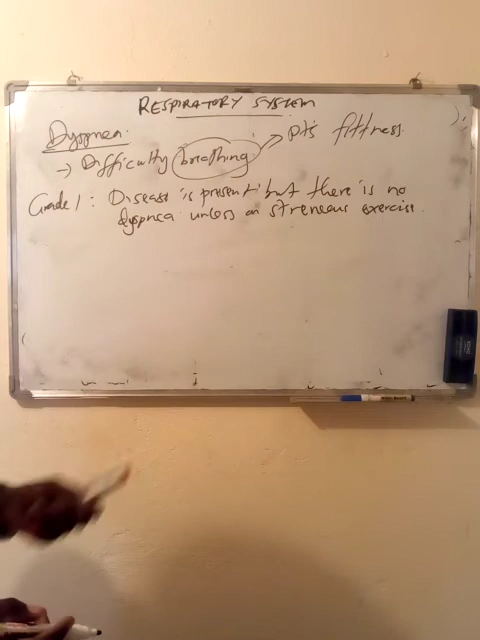 RESPIRATORY SYSTEM
Dyspnea.
→ Difficulty breathing → pt's fittness.
Grade 1 : Disease is present but there is no
dyspnea unless on streneous exercise.